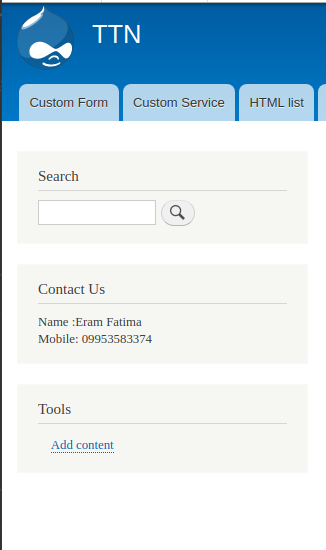 TTN
Custom Form
Custom Service
HTML list
Search
Contact Us
Name :Eram Fatima
Mobile: 09953583374
Tools
Add content